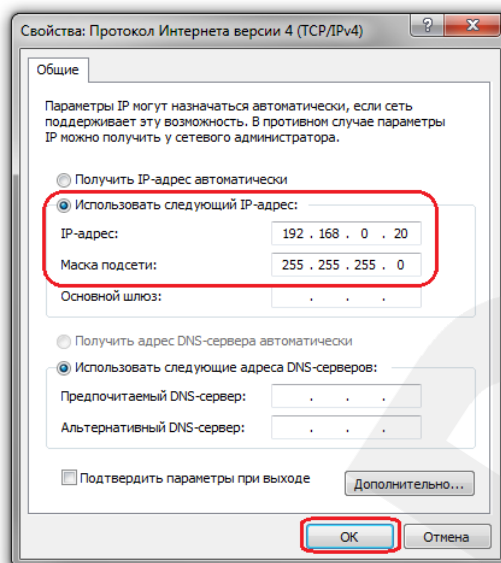 Свойства: Протокол Интернета версии 4 (TCP/IPv4)
Общие
Параметры IP могут назначаться автоматически, если сеть
поддерживает эту возможность. В противном случае параметры
IP можно получить у сетевого администратора.
Получить IP-адрес автоматически
Использовать следующий IP-адрес:
IP-адрес: 192 . 168 . 0 . 20
Маска подсети: 255 . 255 . 255 . 0
Основной шлюз: . . .
Получить адрес DNS-сервера автоматически
Использовать следующие адреса DNS-серверов:
Предпочитаемый DNS-сервер: . . .
Альтернативный DNS-сервер: . . .
Подтвердить параметры при выходе
Дополнительно...
ОК Отмена